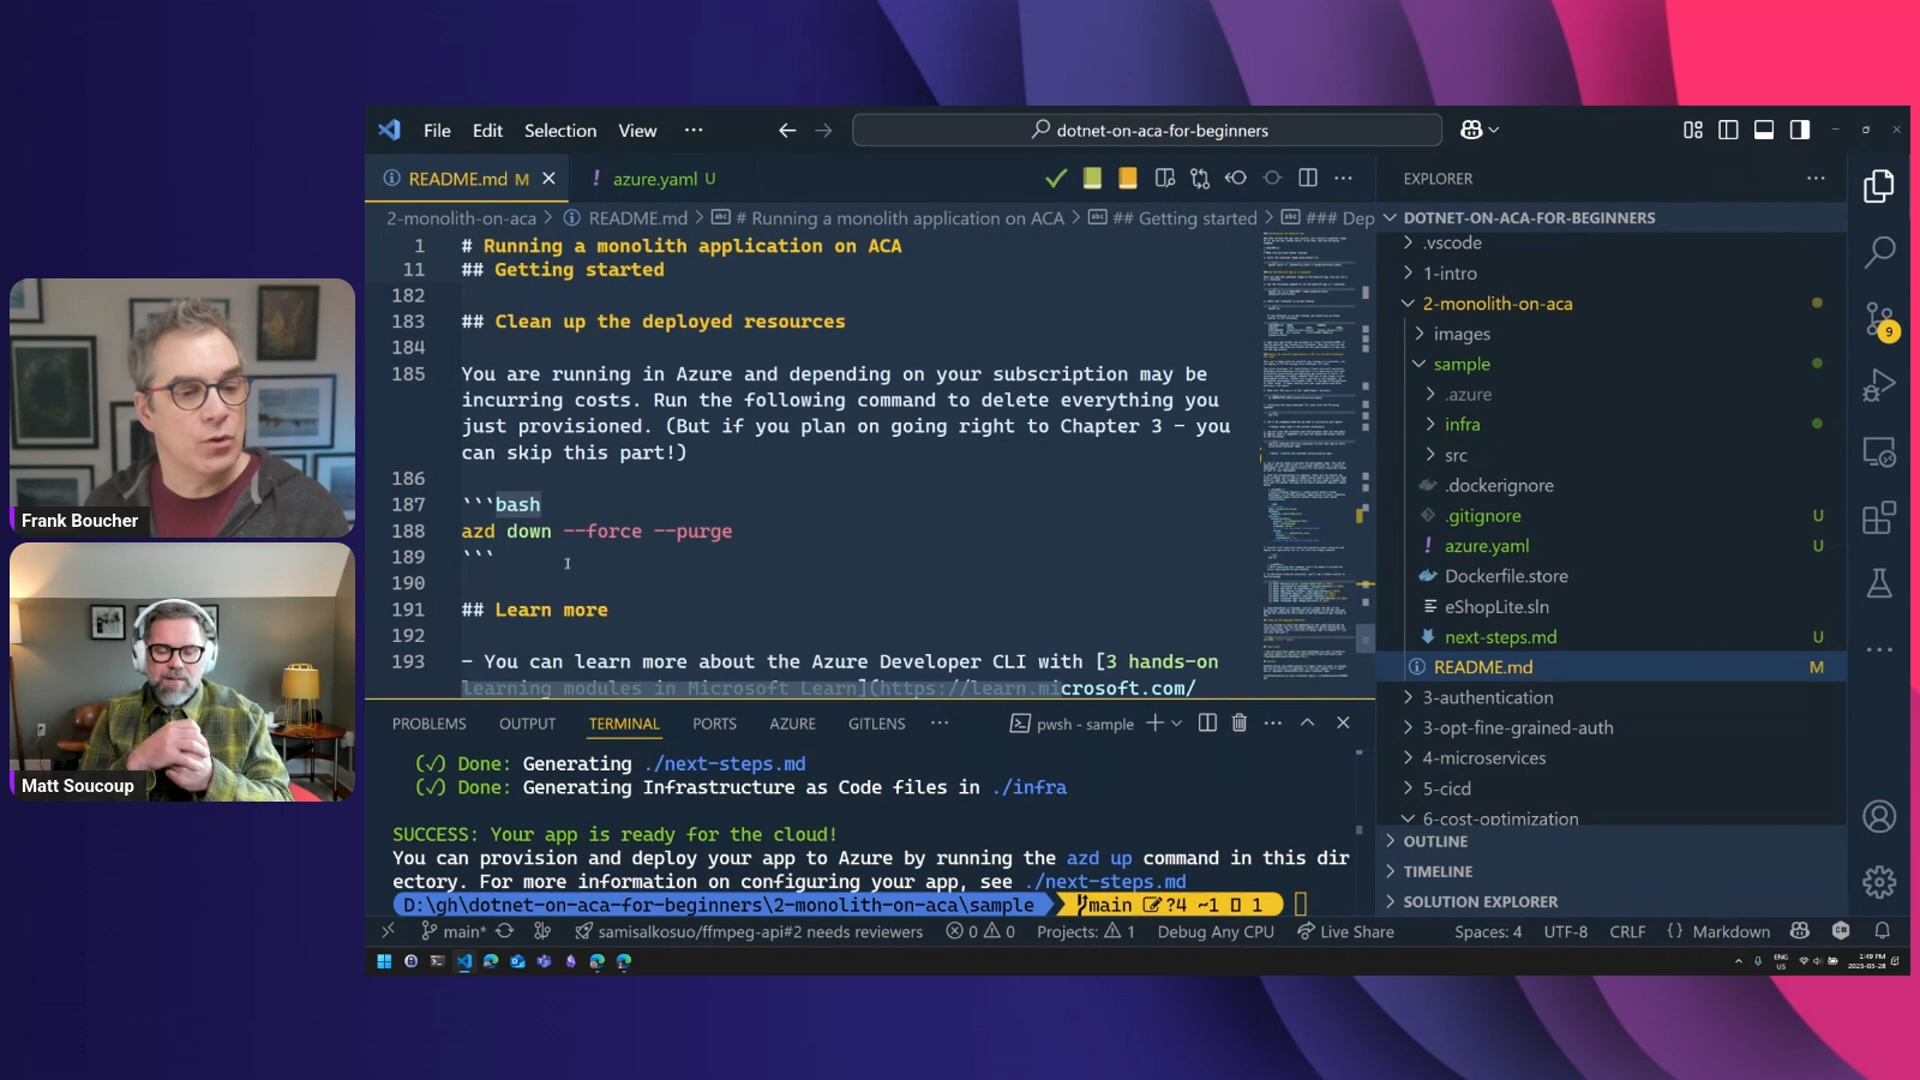 File Edit Selection View ···
dotnet-on-aca-for-beginners
README.md M
! azure.yaml U
2-monolith-on-aca > README.md > # Running a monolith application on ACA > ## Getting started > ### Dep
1 # Running a monolith application on ACA
11 ## Getting started
182
183 ## Clean up the deployed resources
184
185 You are running in Azure and depending on your subscription may be
incurring costs. Run the following command to delete everything you
just provisioned. (But if you plan on going right to Chapter 3 - you
can skip this part!)
186
187 ```bash
188 azd down --force --purge
189 ```
190
191 ## Learn more
192
193 - You can learn more about the Azure Developer CLI with [3 hands-on
learning modules in Microsoft Learn](https://learn.microsoft.com/
PROBLEMS OUTPUT TERMINAL PORTS AZURE GITLENS ···
pwsh - sample
(✓) Done: Generating ./next-steps.md
(✓) Done: Generating Infrastructure as Code files in ./infra
SUCCESS: Your app is ready for the cloud!
You can provision and deploy your app to Azure by running the azd up command in this dir
ectory. For more information on configuring your app, see ./next-steps.md
D:\gh\dotnet-on-aca-for-beginners\2-monolith-on-aca\sample main ?4 ~1 1
EXPLORER
DOTNET-ON-ACA-FOR-BEGINNERS
.vscode
1-intro
2-monolith-on-aca
images
sample
.azure
infra
src
.dockerignore
.gitignore U
! azure.yaml U
Dockerfile.store
eShopLite.sln
next-steps.md U
README.md M
3-authentication
3-opt-fine-grained-auth
4-microservices
5-cicd
6-cost-optimization
OUTLINE
TIMELINE
SOLUTION EXPLORER
9
main* samisalkosuo/ffmpeg-api#2 needs reviewers 0 0 Projects: 1 Debug Any CPU Live Share Spaces: 4 UTF-8 CRLF {} Markdown
ENG
US
1:49 PM
2025-05-28
Frank Boucher
Matt Soucoup